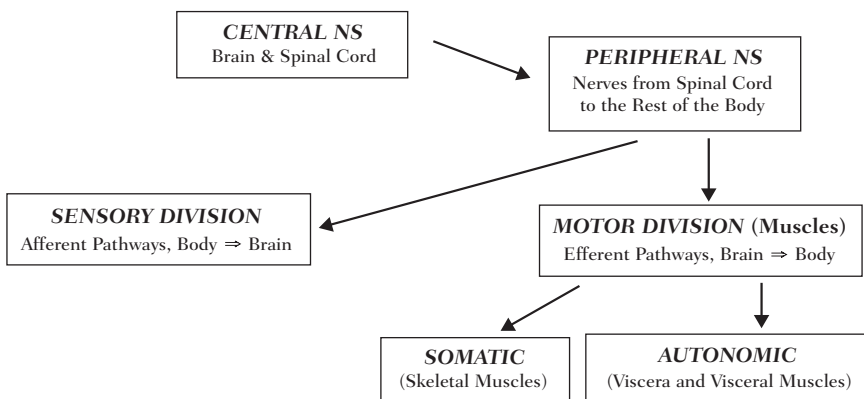 CENTRAL NS
Brain & Spinal Cord
PERIPHERAL NS
Nerves from Spinal Cord
to the Rest of the Body
SENSORY DIVISION
Afferent Pathways, Body ⇒ Brain
MOTOR DIVISION (Muscles)
Efferent Pathways, Brain ⇒ Body
SOMATIC
(Skeletal Muscles)
AUTONOMIC
(Viscera and Visceral Muscles)